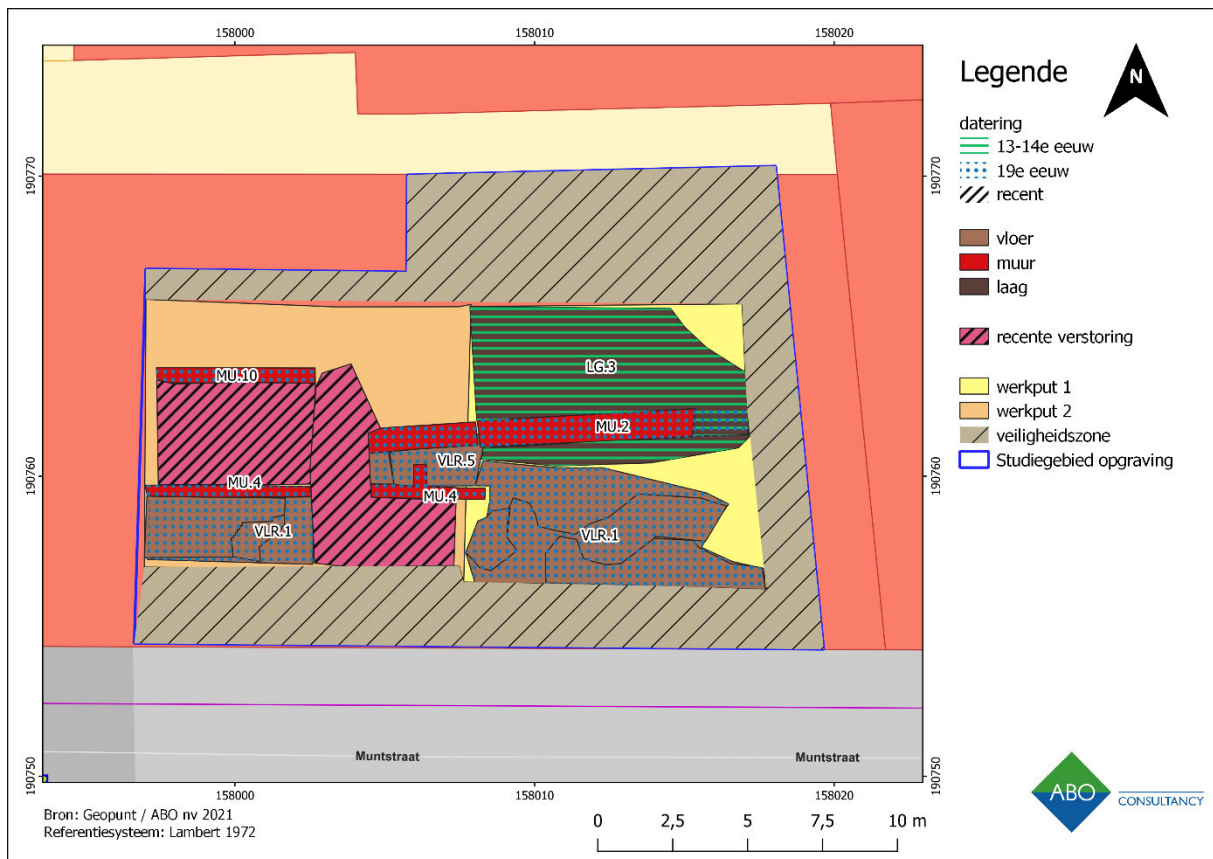 158000
158010
158020
190770
190770
190760
190760
190750
190750
MU.10
LG.3
MU.2
VLR.5
MU.4
MU.4
VLR.1
VLR.1
Muntstraat
Muntstraat
158000
158010
158020
Bron: Geopunt / ABO nv 2021
Referentiesysteem: Lambert 1972
0 2,5 5 7,5 10 m
Legende
N
datering
13-14e eeuw
19e eeuw
recent
vloer
muur
laag
recente verstoring
werkput 1
werkput 2
veiligheidszone
Studiegebied opgraving
ABO
CONSULTANCY